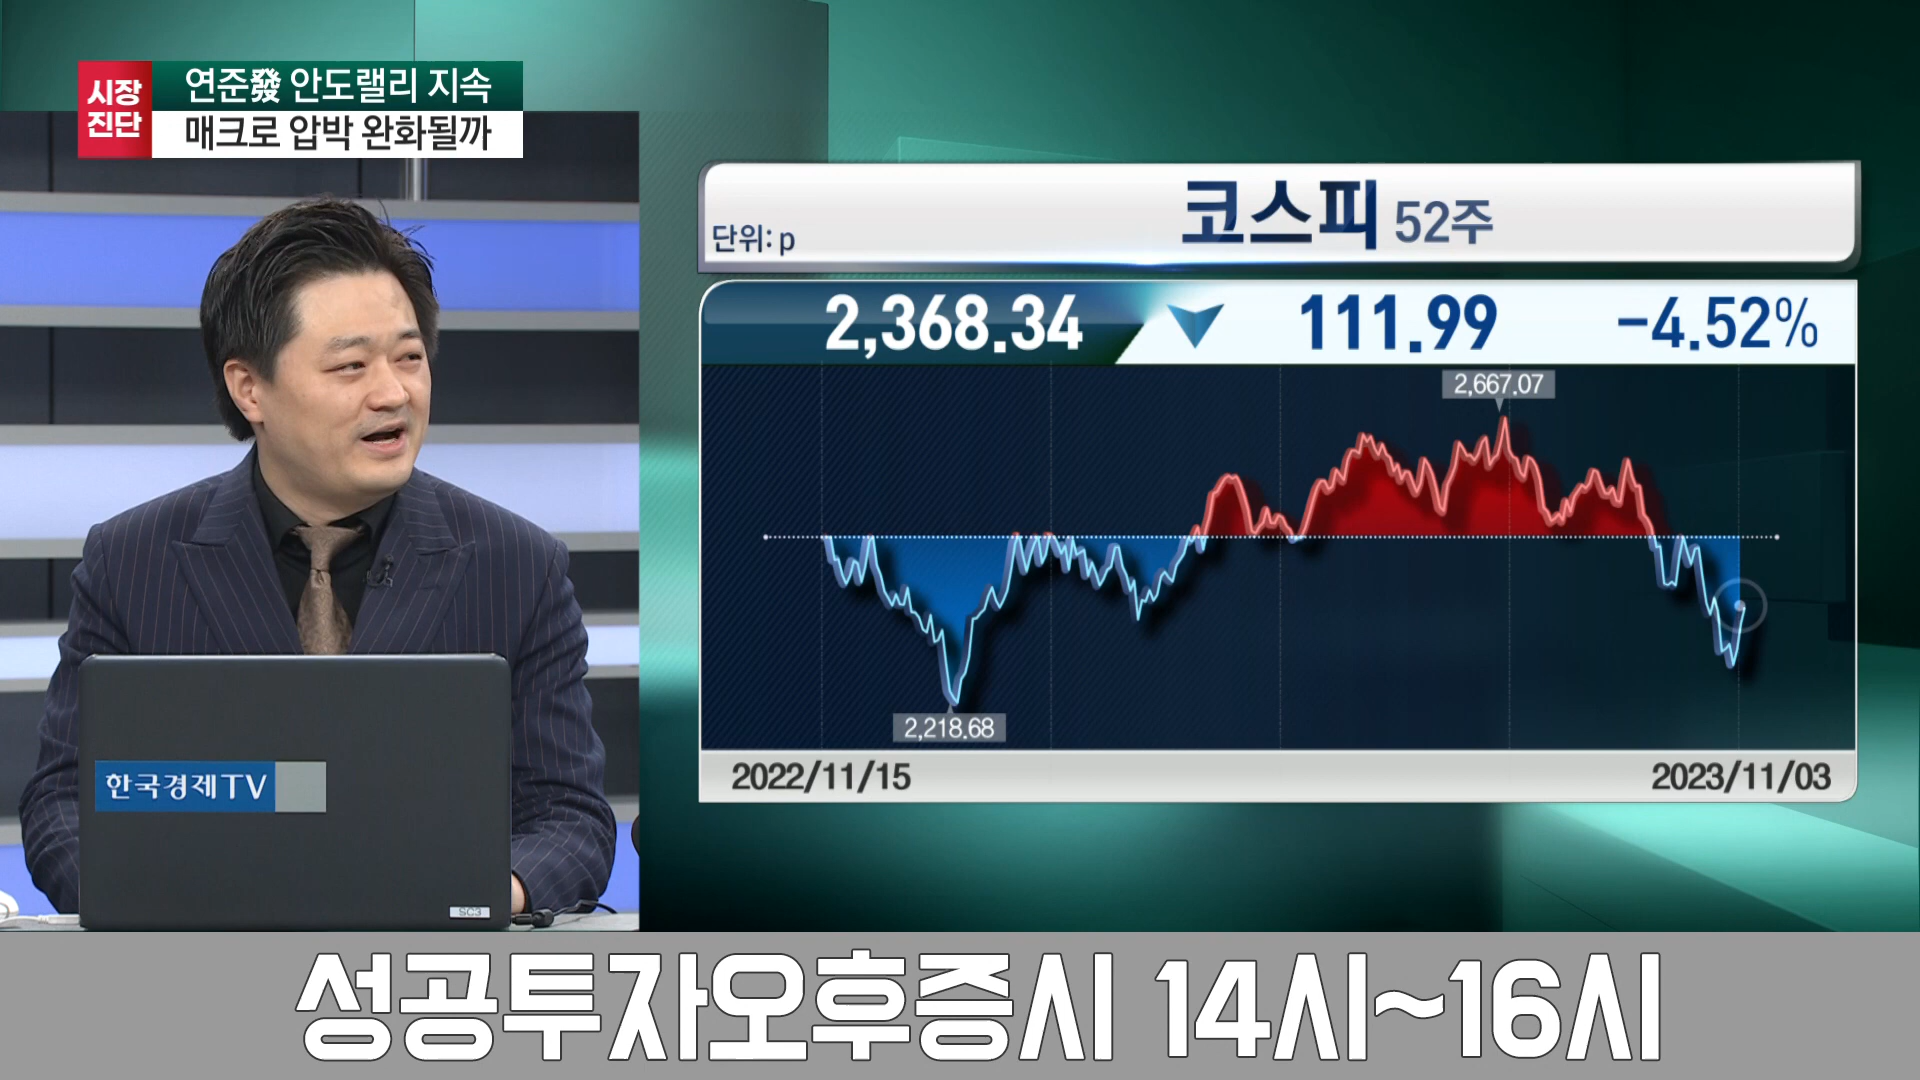 시장
진단
연준發 안도랠리 지속
매크로 압박 완화될까
단위: p
코스피 52주
2,368.34 111.99 -4.52%
2,667.07
2,218.68
2022/11/15 2023/11/03
한국경제TV
SC3
성공투자오후증시 14시~16시